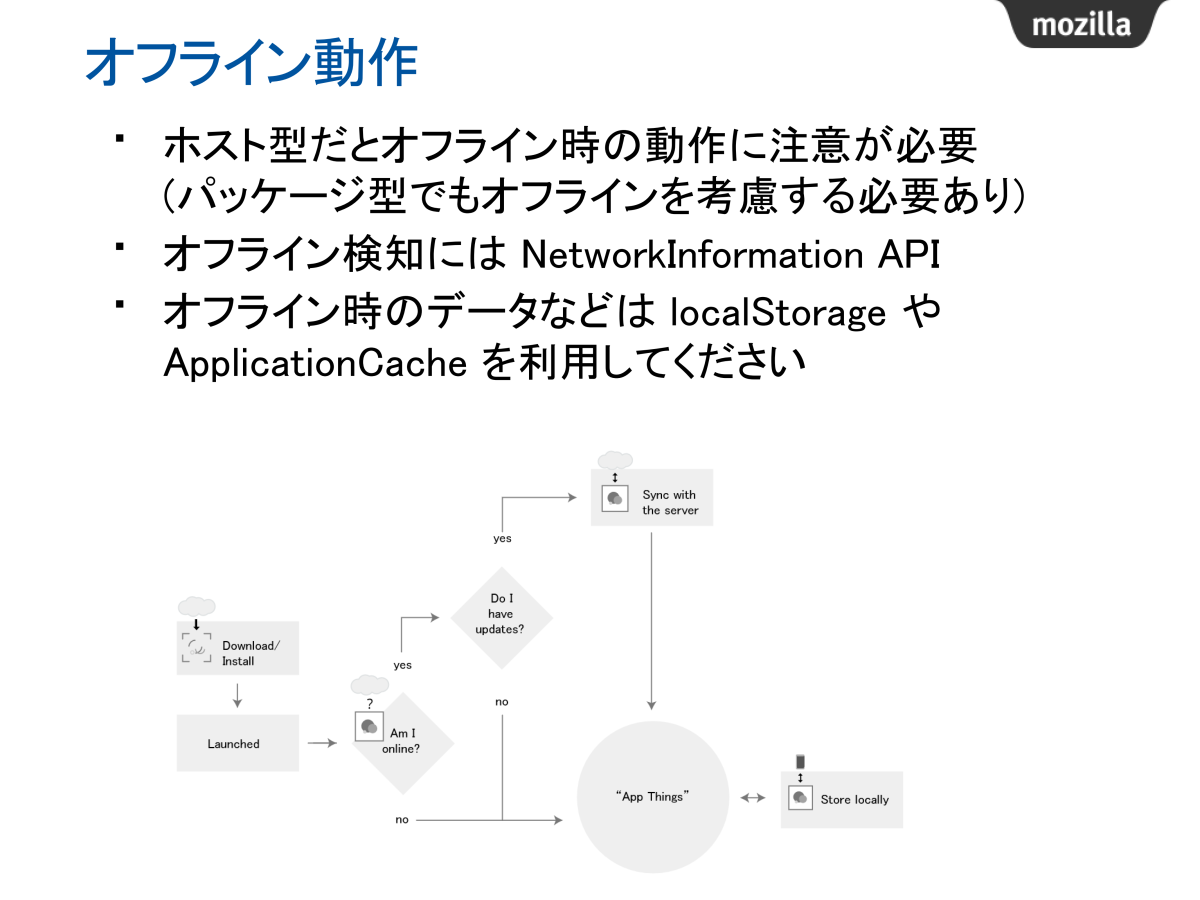 mozilla
オフライン動作
▪ ホスト型だとオフライン時の動作に注意が必要
(パッケージ型でもオフラインを考慮する必要あり)
▪ オフライン検知には NetworkInformation API
▪ オフライン時のデータなどは localStorage や
ApplicationCache を利用してください
Sync with
the server
yes
Do I
have
updates?
Download/
Install
yes
no
?
Am I
online?
Launched
"App Things"
Store locally
no